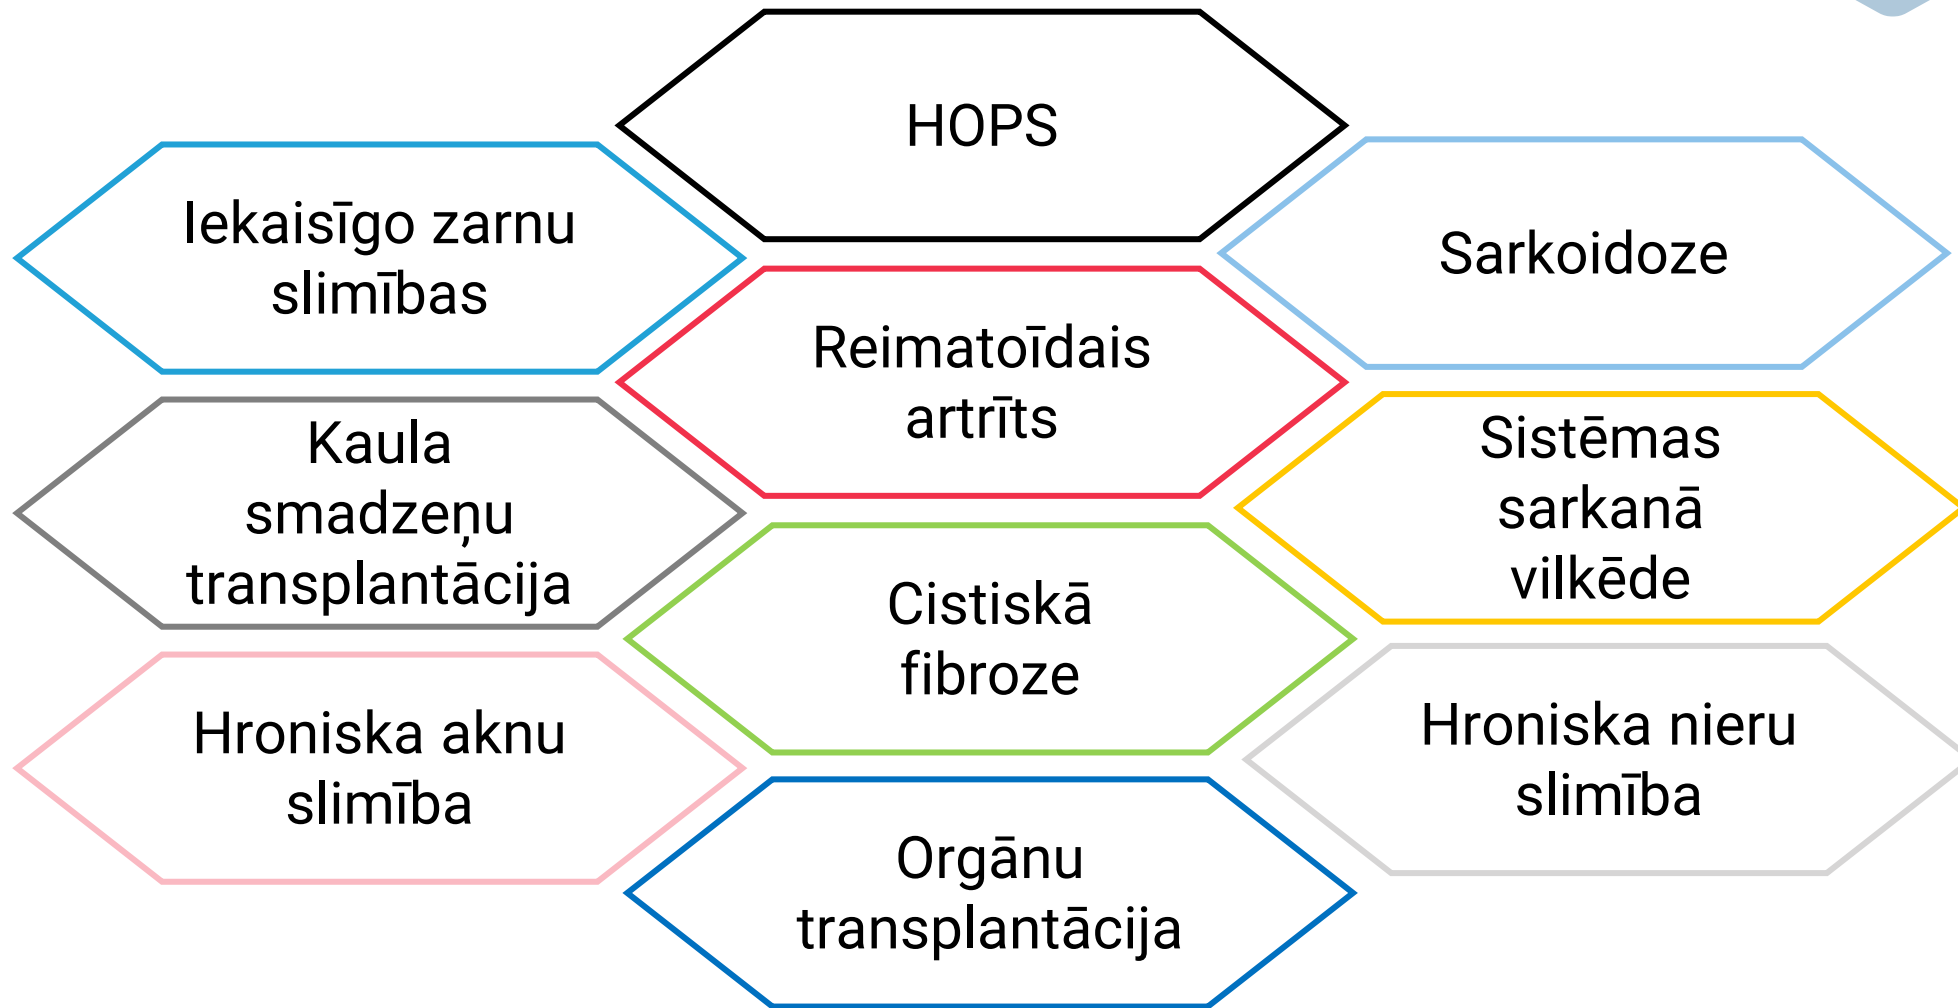 HOPS
Iekaisīgo zarnu
slimības
Sarkoidoze
Reimatoīdais
artrīts
Kaula
smadzeņu
transplantācija
Sistēmas
sarkanā
vilkēde
Cistiskā
fibroze
Hroniska aknu
slimība
Hroniska nieru
slimība
Orgānu
transplantācija